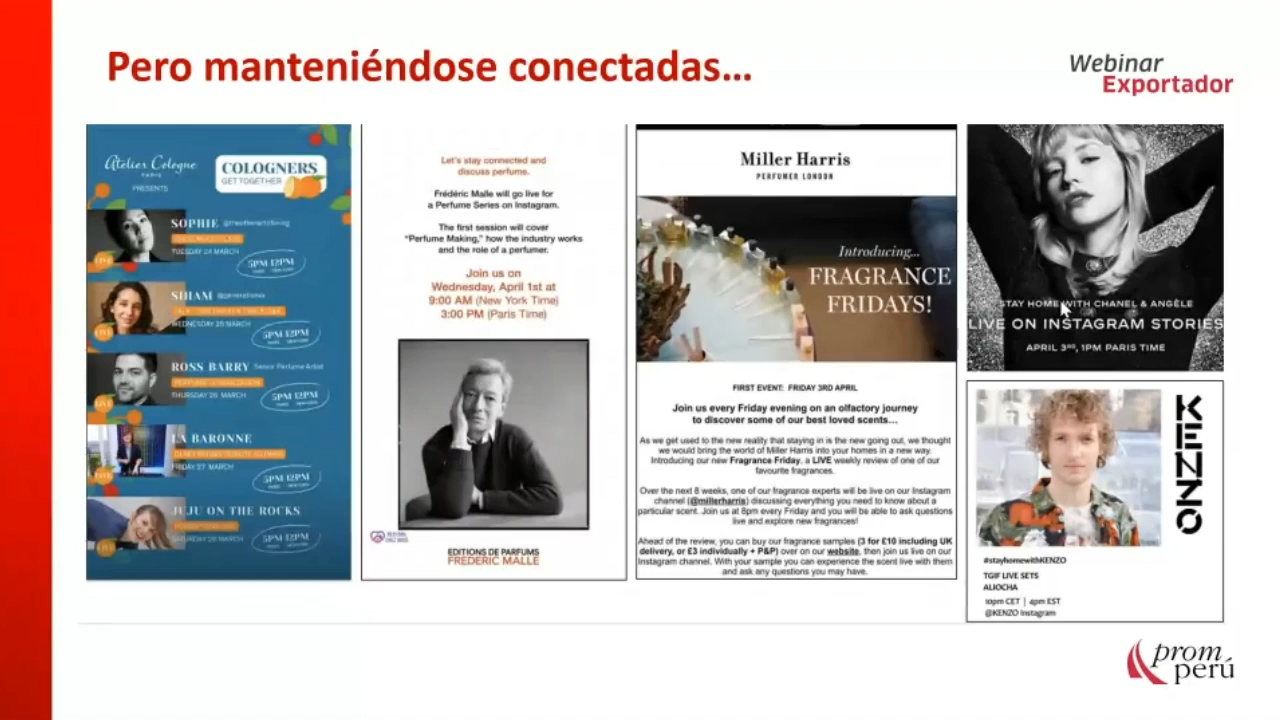 Pero manteniéndose conectadas...
Webinar
Exportador
Atelier Cologne
PARIS
PRESENTS
COLOGNERS
GET TOGETHER
SOPHIE
TUESDAY 24 MARCH
5PM 12PM
LIVE
SIHAM
WEDNESDAY 25 MARCH
5PM 12PM
LIVE
ROSS BARRY Senior Perfume Artist
THURSDAY 26 MARCH
5PM 12PM
LIVE
LA BARONNE
FRIDAY 27 MARCH
5PM 12PM
LIVE
JUJU ON THE ROCKS
SATURDAY 28 MARCH
5PM 12PM
LIVE
Let's stay connected and
discuss perfume.
Frédéric Malle will go live for
a Perfume Series on Instagram.
The first session will cover
"Perfume Making," how the industry works
and the role of a perfumer.
Join us on
Wednesday, April 1st at
9:00 AM (New York Time)
3:00 PM (Paris Time)
EDITIONS DE PARFUMS
FREDERIC MALLE
Miller Harris
PERFUMER LONDON
Introducing...
FRAGRANCE
FRIDAYS!
FIRST EVENT: FRIDAY 3RD APRIL
Join us every Friday evening on an olfactory journey
to discover some of our best loved scents...
As we get used to the new reality that staying in is the new going out, we thought
we would bring the world of Miller Harris into your homes in a new way.
Introducing our new Fragrance Friday, a LIVE weekly review of one of our
favourite fragrances.
Over the next 8 weeks, one of our fragrance experts will be live on our Instagram
channel (@millerharris) discussing everything you need to know about a
particular scent. Join us at 8pm every Friday and you will be able to ask questions
live and explore new fragrances!
Ahead of the review, you can buy our fragrance samples (3 for £10 including UK
delivery, or £3 individually + P&P) over on our website, then join us live on our
Instagram channel. With your sample you can experience the scent live with them
and ask any questions you may have.
STAY HOME WITH CHANEL & ANGÈLE
LIVE ON INSTAGRAM STORIES
APRIL 3RD, 1PM PARIS TIME
KENZO
#stayhomewithKENZO
TGIF LIVE SETS
ALIOCHA
10pm CET | 4pm EST
@KENZO Instagram
prom
perú